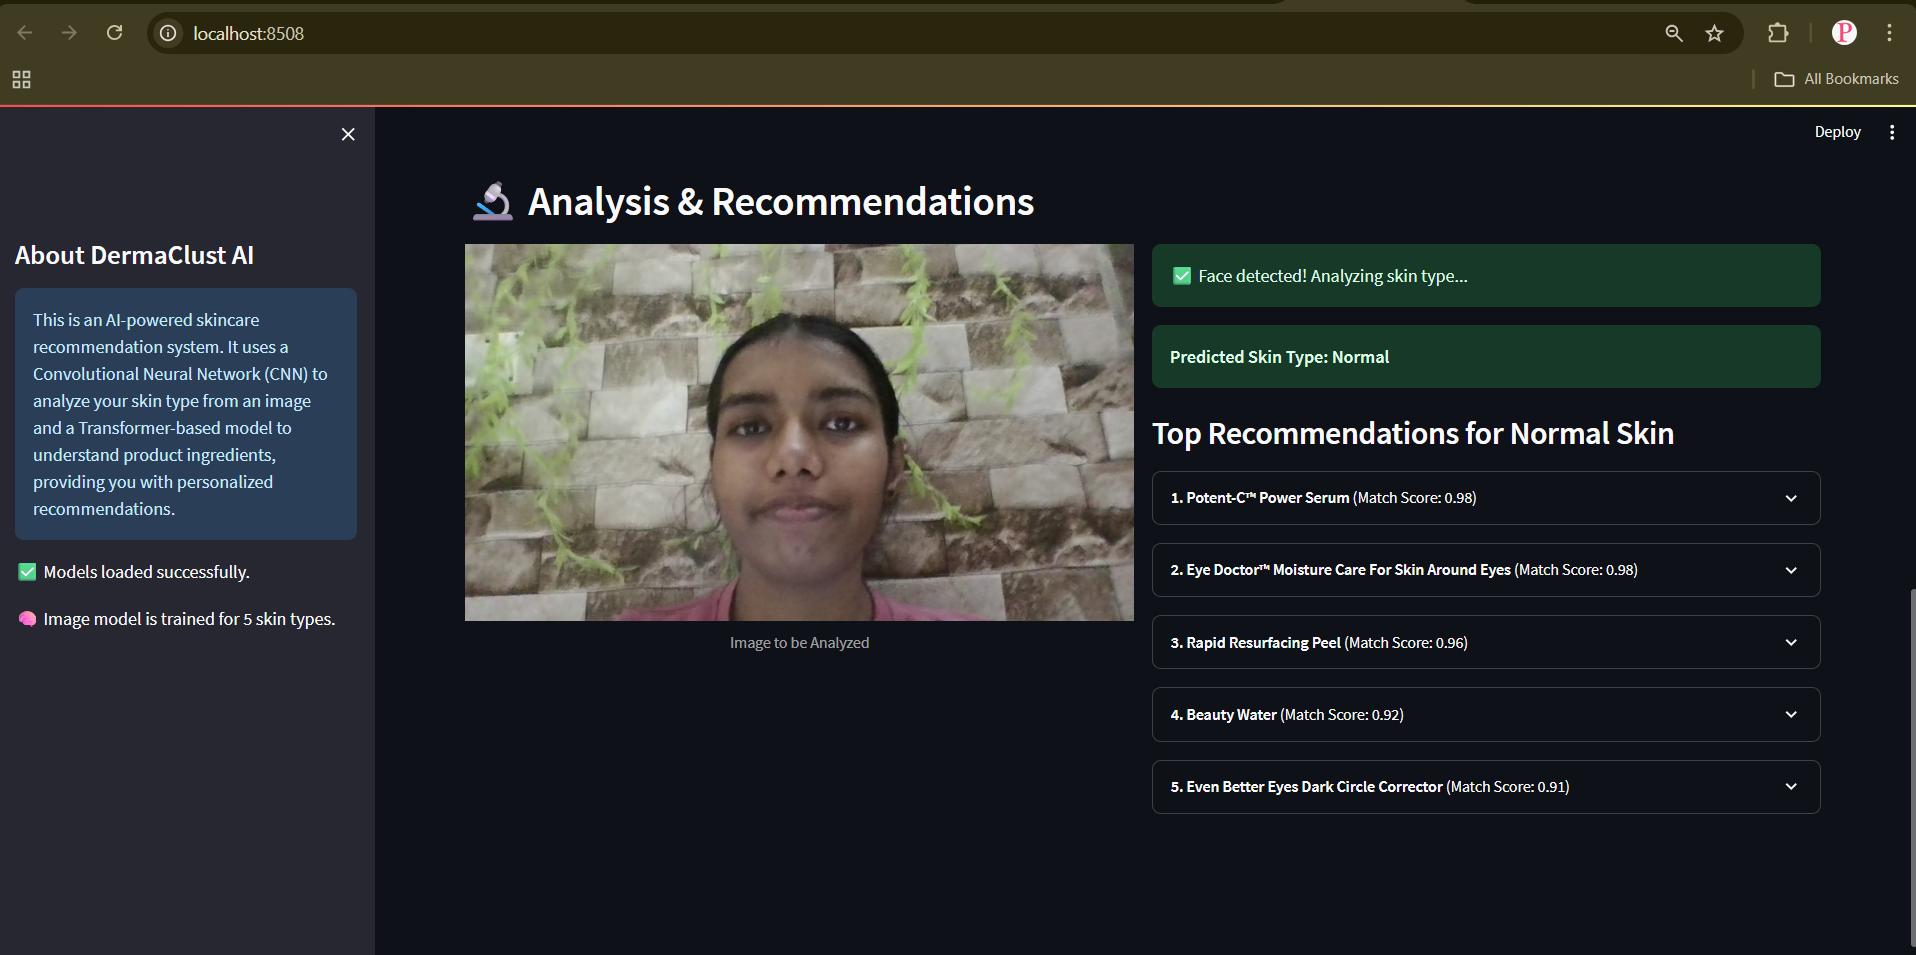 localhost:8508
All Bookmarks
Deploy
About DermaClust AI
This is an AI-powered skincare
recommendation system. It uses a
Convolutional Neural Network (CNN) to
analyze your skin type from an image
and a Transformer-based model to
understand product ingredients,
providing you with personalized
recommendations.
✅ Models loaded successfully.
🧠 Image model is trained for 5 skin types.
🔬 Analysis & Recommendations
Image to be Analyzed
✅ Face detected! Analyzing skin type...
Predicted Skin Type: Normal
Top Recommendations for Normal Skin
1. Potent-C™ Power Serum (Match Score: 0.98)
2. Eye Doctor™ Moisture Care For Skin Around Eyes (Match Score: 0.98)
3. Rapid Resurfacing Peel (Match Score: 0.96)
4. Beauty Water (Match Score: 0.92)
5. Even Better Eyes Dark Circle Corrector (Match Score: 0.91)